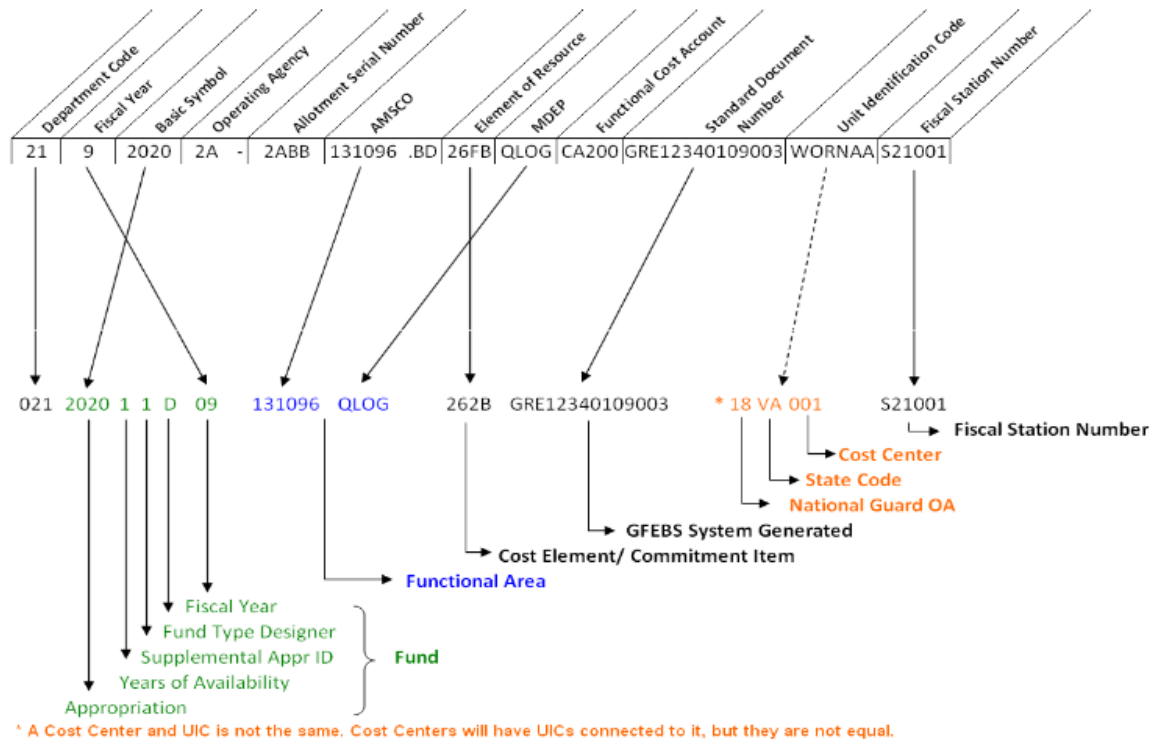 Department Code
Fiscal Year
Basic Symbol
Operating Agency
Allotment Serial Number
AMSCO
Element of Resource
MDEP
Functional Cost Account
Standard Document
Number
Unit Identification Code
Fiscal Station Number
21 9 2020 2A - 2ABB 131096 .BD 26FB QLOG CA200 GRE12340109003 WORNAA S21001
021 2020 1 1 D 09 131096 QLOG 262B GRE12340109003 * 18 VA 001 S21001
Fiscal Station Number
Cost Center
State Code
National Guard OA
GFEBS System Generated
Cost Element/ Commitment Item
Functional Area
Fiscal Year
Fund Type Designer
Supplemental Appr ID
Fund
Years of Availability
Appropriation
* A Cost Center and UIC is not the same. Cost Centers will have UICs connected to it, but they are not equal.